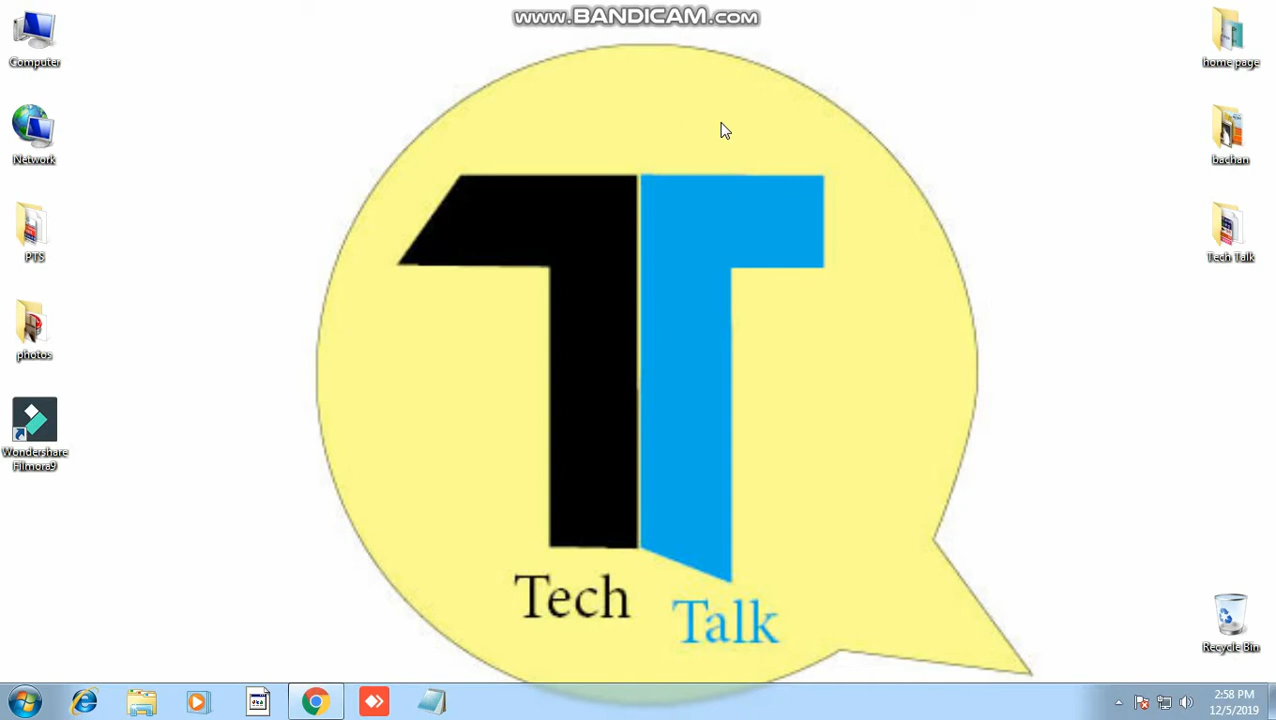 www.BANDICAM.com
Computer
Network
PTS
photos
Wondershare
Filmora9
Tech
Talk
home page
bachan
Tech Talk
Recycle Bin
2:58 PM
12/5/2019